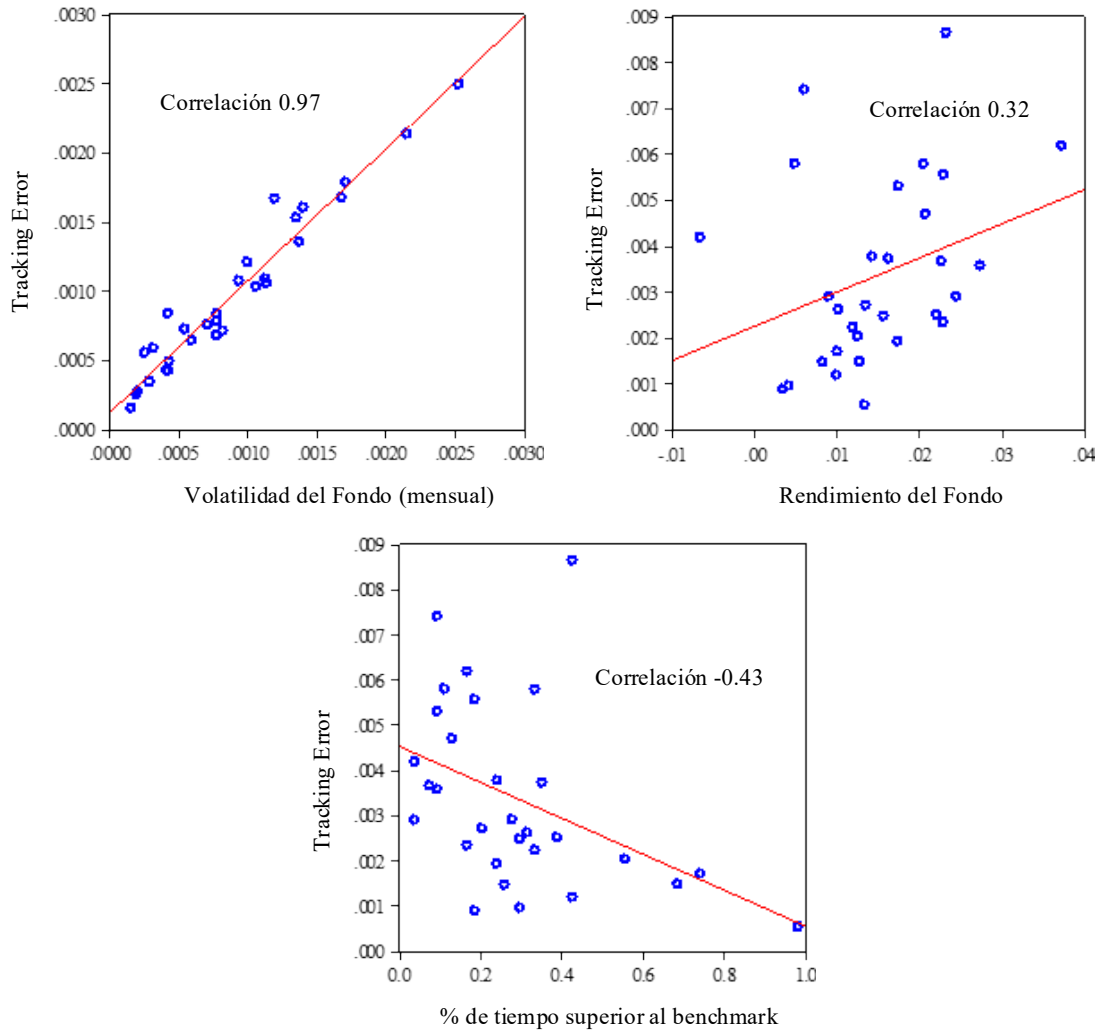 .0030
.0025
.0020
.0015
.0010
.0005
.0000
Tracking Error
Correlación 0.97
.0000 .0005 .0010 .0015 .0020 .0025 .0030
Volatilidad del Fondo (mensual)
.009
.008
.007
.006
.005
.004
.003
.002
.001
.000
Tracking Error
Correlación 0.32
-.01 .00 .01 .02 .03 .04
Rendimiento del Fondo
.009
.008
.007
.006
.005
.004
.003
.002
.001
.000
Tracking Error
Correlación -0.43
0.0 0.2 0.4 0.6 0.8 1.0
% de tiempo superior al benchmark